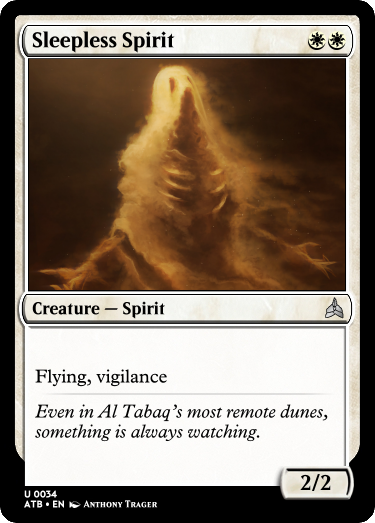 Sleepless Spirit
Creature — Spirit
Flying, vigilance
Even in Al Tabaq's most remote dunes,
something is always watching.
2/2
U 0034
ATB • EN Anthony Trager